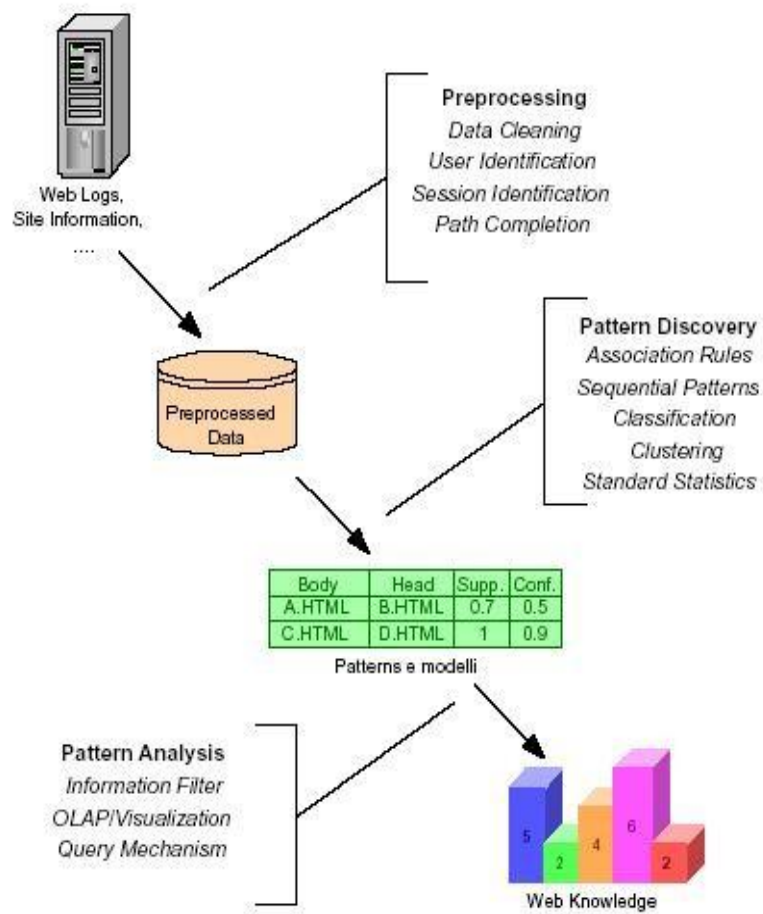 Web Logs,
Site Information,
....
Preprocessing
Data Cleaning
User Identification
Session Identification
Path Completion
Preprocessed
Data
Pattern Discovery
Association Rules
Sequential Patterns
Classification
Clustering
Standard Statistics
Body Head Supp. Conf.
A.HTML B.HTML 0.7 0.5
C.HTML D.HTML 1 0.9
Patterns e modelli
Pattern Analysis
Information Filter
OLAP/Visualization
Query Mechanism
5 2 4 6 2
Web Knowledge